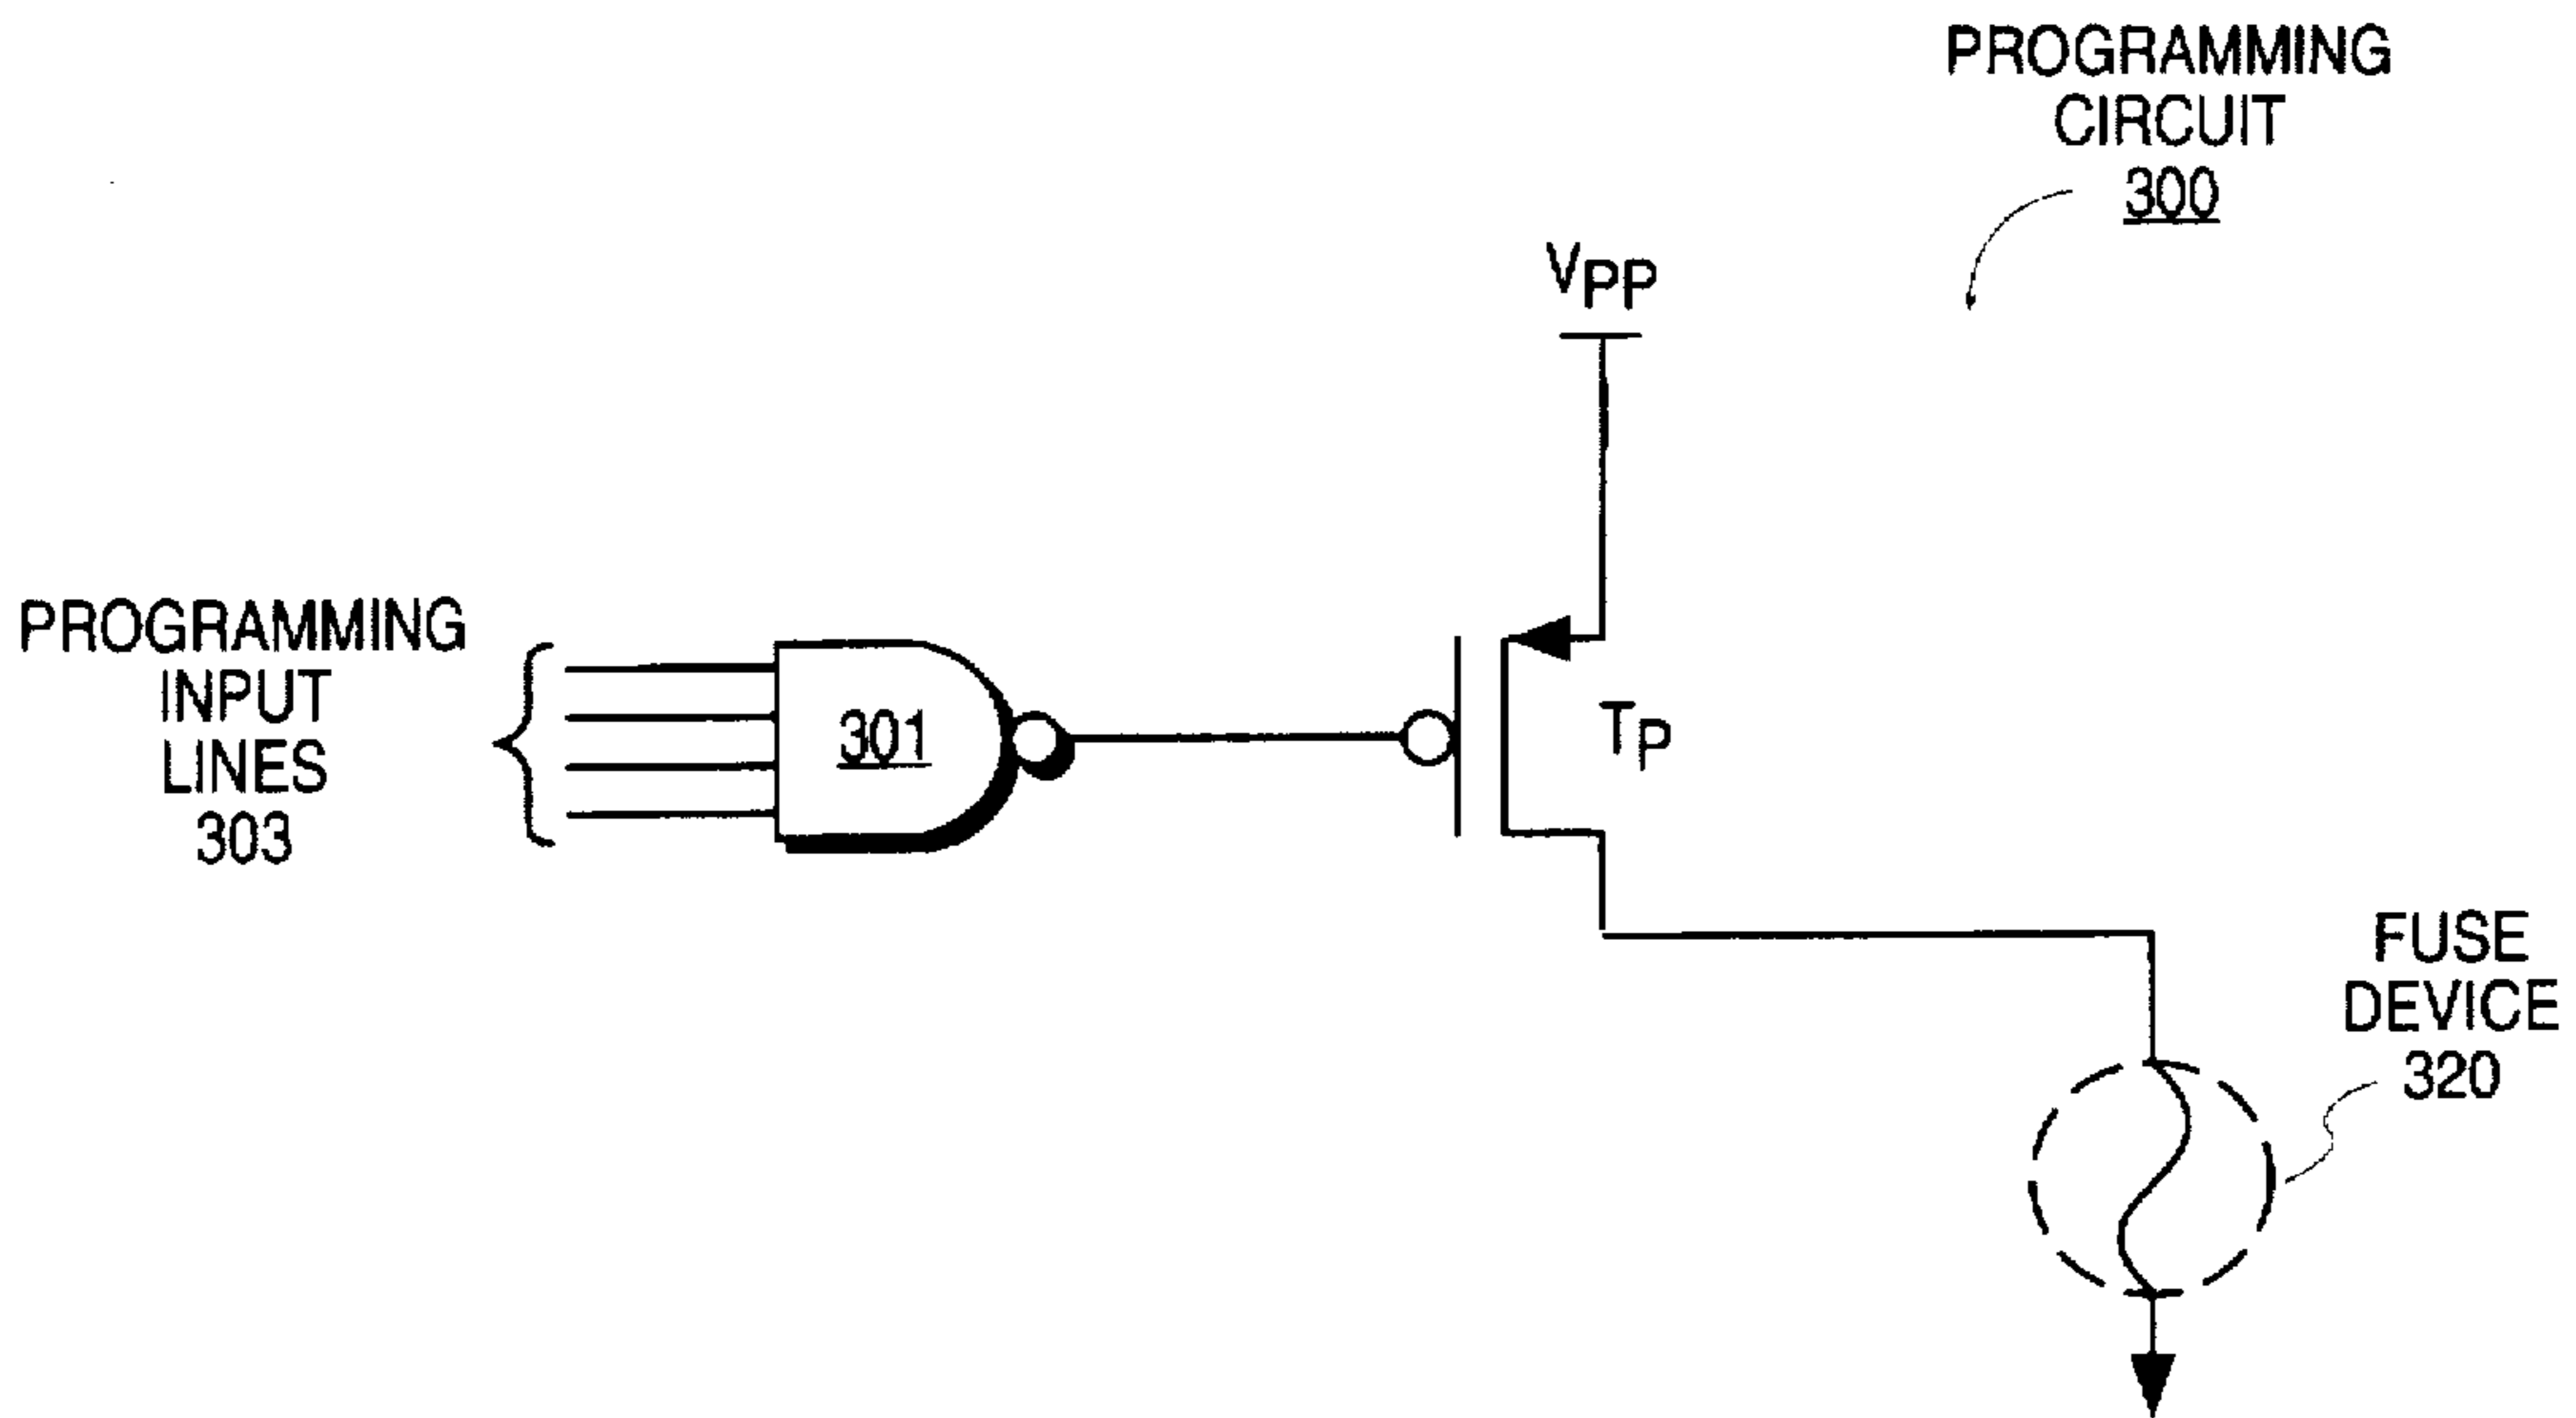 PROGRAMMING
CIRCUIT
300
VPP
PROGRAMMING
INPUT
LINES
303
301
TP
FUSE
DEVICE
320